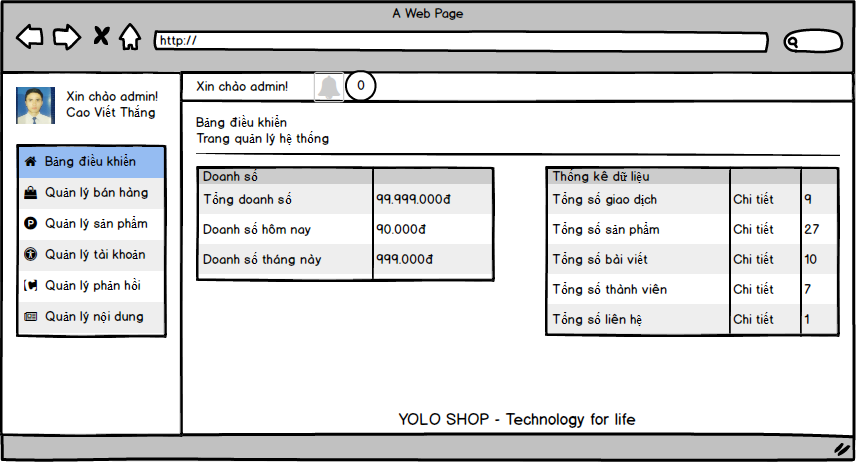 A Web Page
http://
Xin chào admin!
Cao Viết Thắng
Bảng điều khiển
Quản lý bán hàng
Quản lý sản phẩm
Quản lý tài khoản
Quản lý phản hồi
Quản lý nội dung
Xin chào admin! 0
Bảng điều khiển
Trang quản lý hệ thống
Doanh số
Tổng doanh số 99.999.000đ
Doanh số hôm nay 90.000đ
Doanh số tháng này 999.000đ
Thống kê dữ liệu
Tổng số giao dịch Chi tiết 9
Tổng số sản phẩm Chi tiết 27
Tổng số bài viết Chi tiết 10
Tổng số thành viên Chi tiết 7
Tổng số liên hệ Chi tiết 1
YOLO SHOP - Technology for life